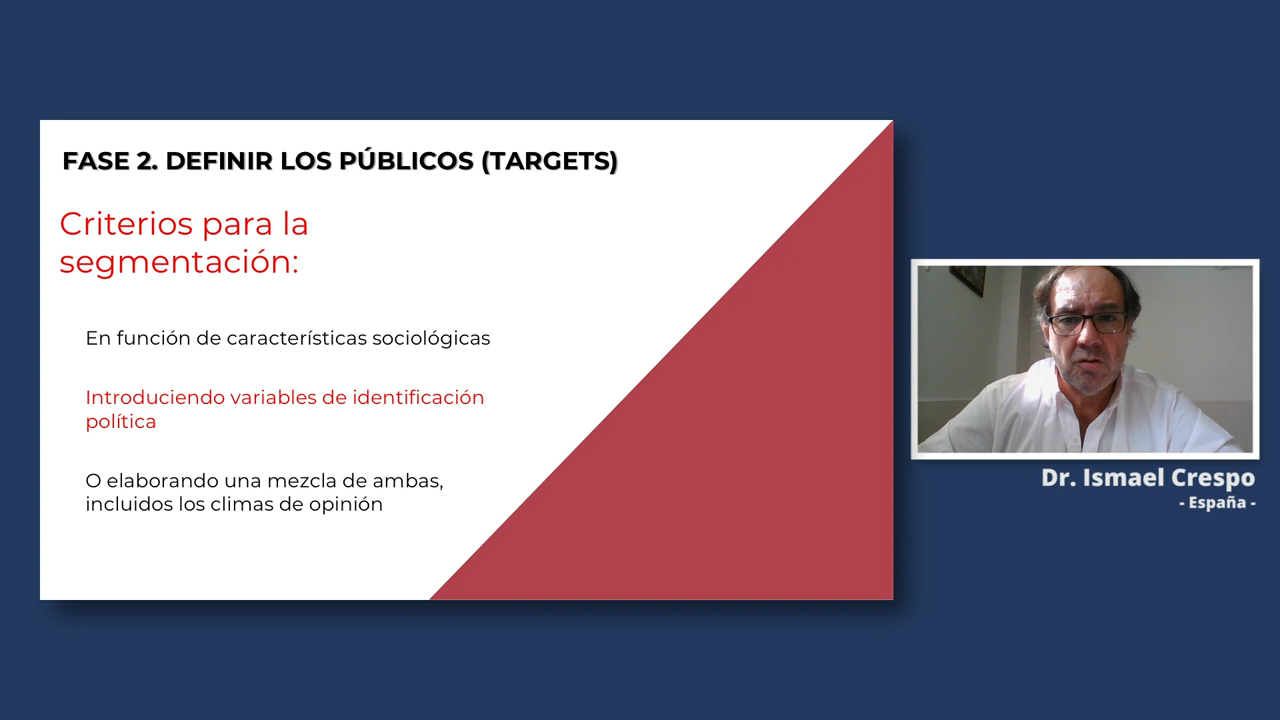 FASE 2. DEFINIR LOS PÚBLICOS (TARGETS)
Criterios para la
segmentación:
En función de características sociológicas
Introduciendo variables de identificación
política
O elaborando una mezcla de ambas,
incluidos los climas de opinión
Dr. Ismael Crespo
- España -